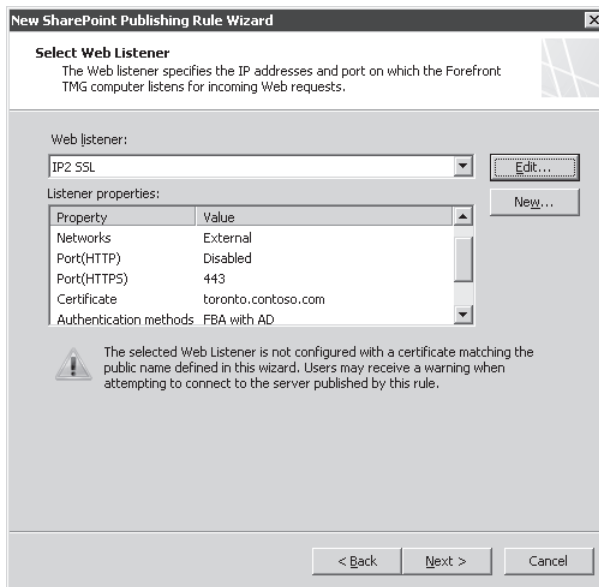 New SharePoint Publishing Rule Wizard
Select Web Listener
The Web listener specifies the IP addresses and port on which the Forefront
TMG computer listens for incoming Web requests.
Web listener:
IP2 SSL
Edit...
Listener properties:
New...
Property Value
Networks External
Port(HTTP) Disabled
Port(HTTPS) 443
Certificate toronto.contoso.com
Authentication methods FBA with AD
The selected Web Listener is not configured with a certificate matching the
public name defined in this wizard. Users may receive a warning when
attempting to connect to the server published by this rule.
< Back Next > Cancel